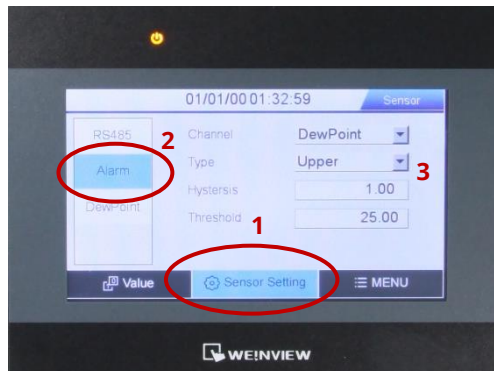 01/01/00 01:32:59 Sensor
RS485
2
Channel DewPoint
Alarm
Type Upper
3
Hystersis 1.00
DewPoint
Threshold 25.00
1
Value Sensor Setting MENU
WEINVIEW